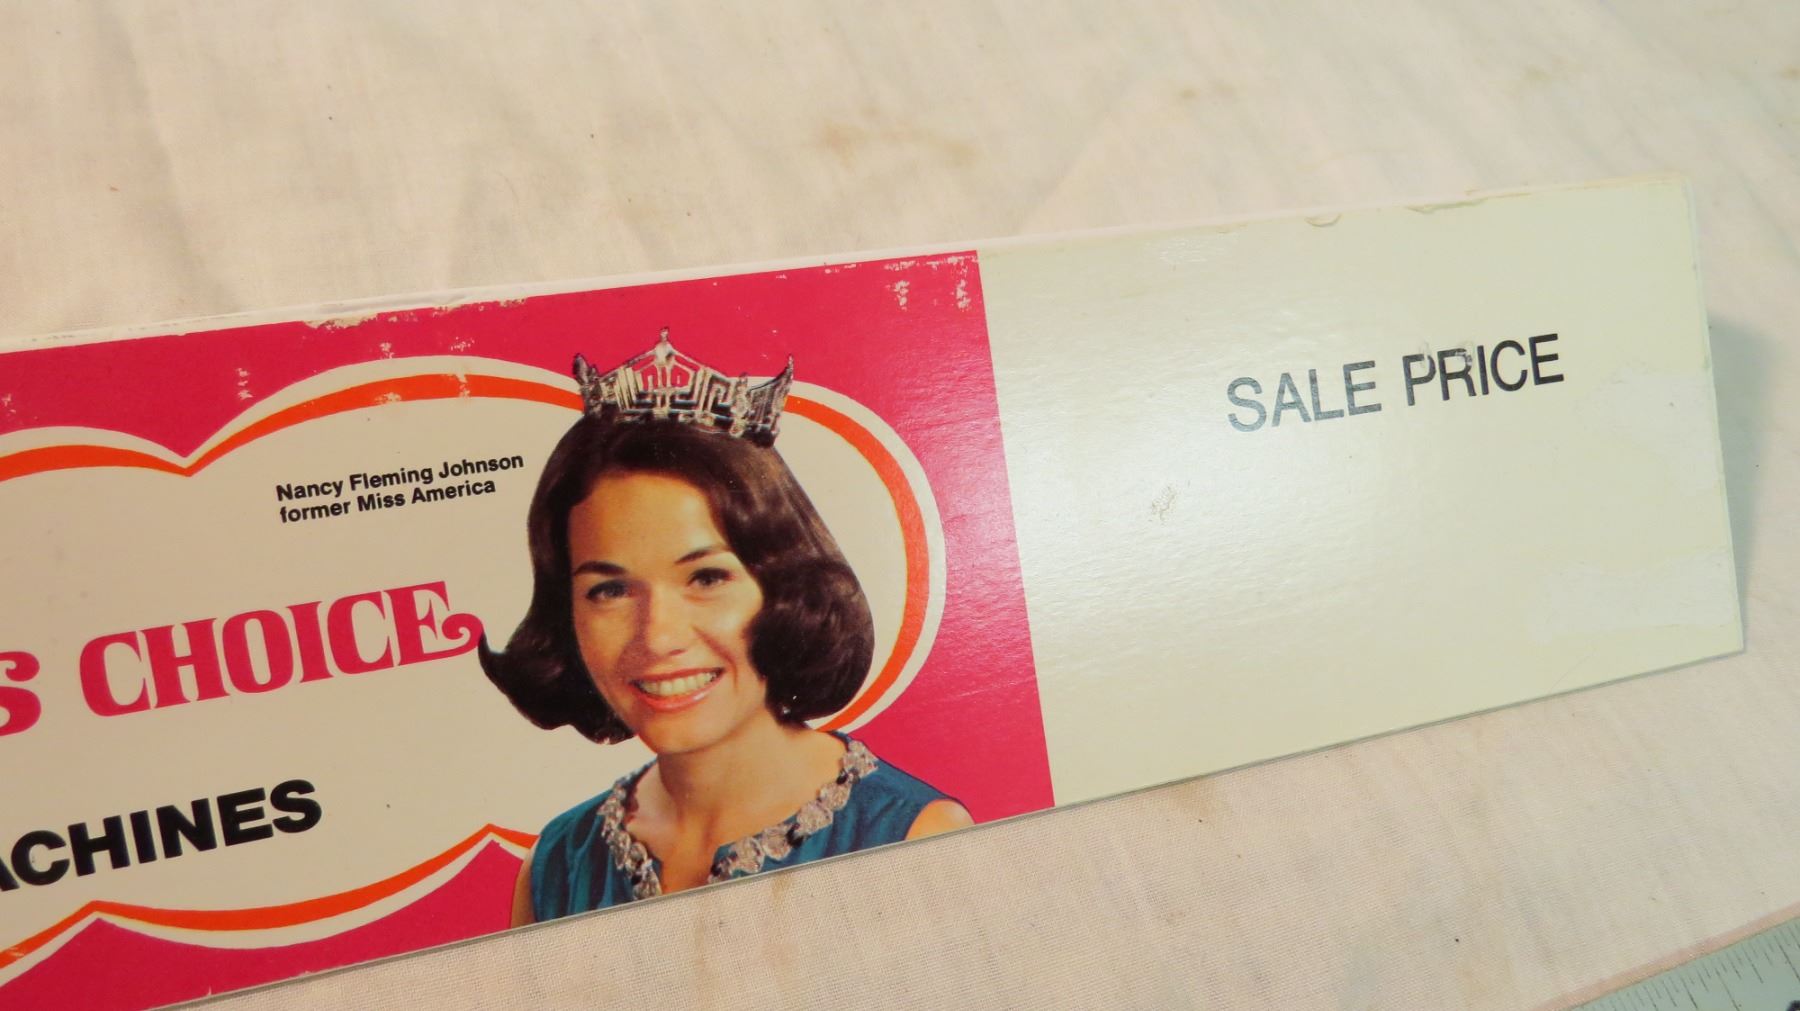 Nancy Fleming Johnson
former Miss America
SALE PRICE
S CHOICE
ACHINES